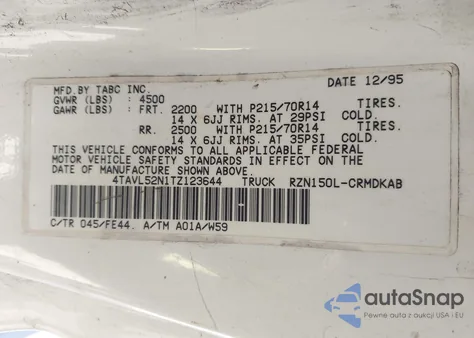 MFD.BY TABC INC. DATE 12/95
GVWR (LBS) : 4500
GAWR (LBS) : FRT. 2200 WITH P215/70R14 TIRES.
14 X 6JJ RIMS. AT 29PSI COLD.
RR. 2500 WITH P215/70R14 TIRES.
14 X 6JJ RIMS. AT 35PSI COLD.
THIS VEHICLE CONFORMS TO ALL APPLICABLE FEDERAL
MOTOR VEHICLE SAFETY STANDARDS IN EFFECT ON THE
DATE OF MANUFACTURE SHOWN ABOVE.
4TAVL52N1TZ123644 TRUCK RZN150L-CRMDKAB
C/TR 045/FE44. A/TM A01A/W59
autoSnap
Pewne auta z aukcji USA i EU